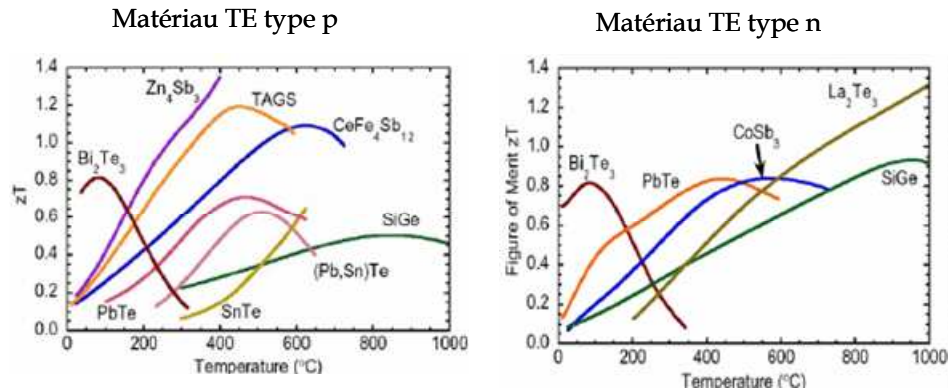 Matériau TE type p
Matériau TE type n
1.4
1.2
1.0
0.8
0.6
0.4
0.2
0.0
zT
Zn4Sb3
TAGS
CeFe4Sb12
Bi2Te3
SiGe
PbTe
SnTe
(Pb,Sn)Te
0 200 400 600 800 1000
Temperature (°C)
1.4
1.2
1.0
0.8
0.6
0.4
0.2
0.0
Figure of Merit zT
La2Te3
CoSb3
Bi2Te3
PbTe
SiGe
0 200 400 600 800 1000
Temperature (°C)